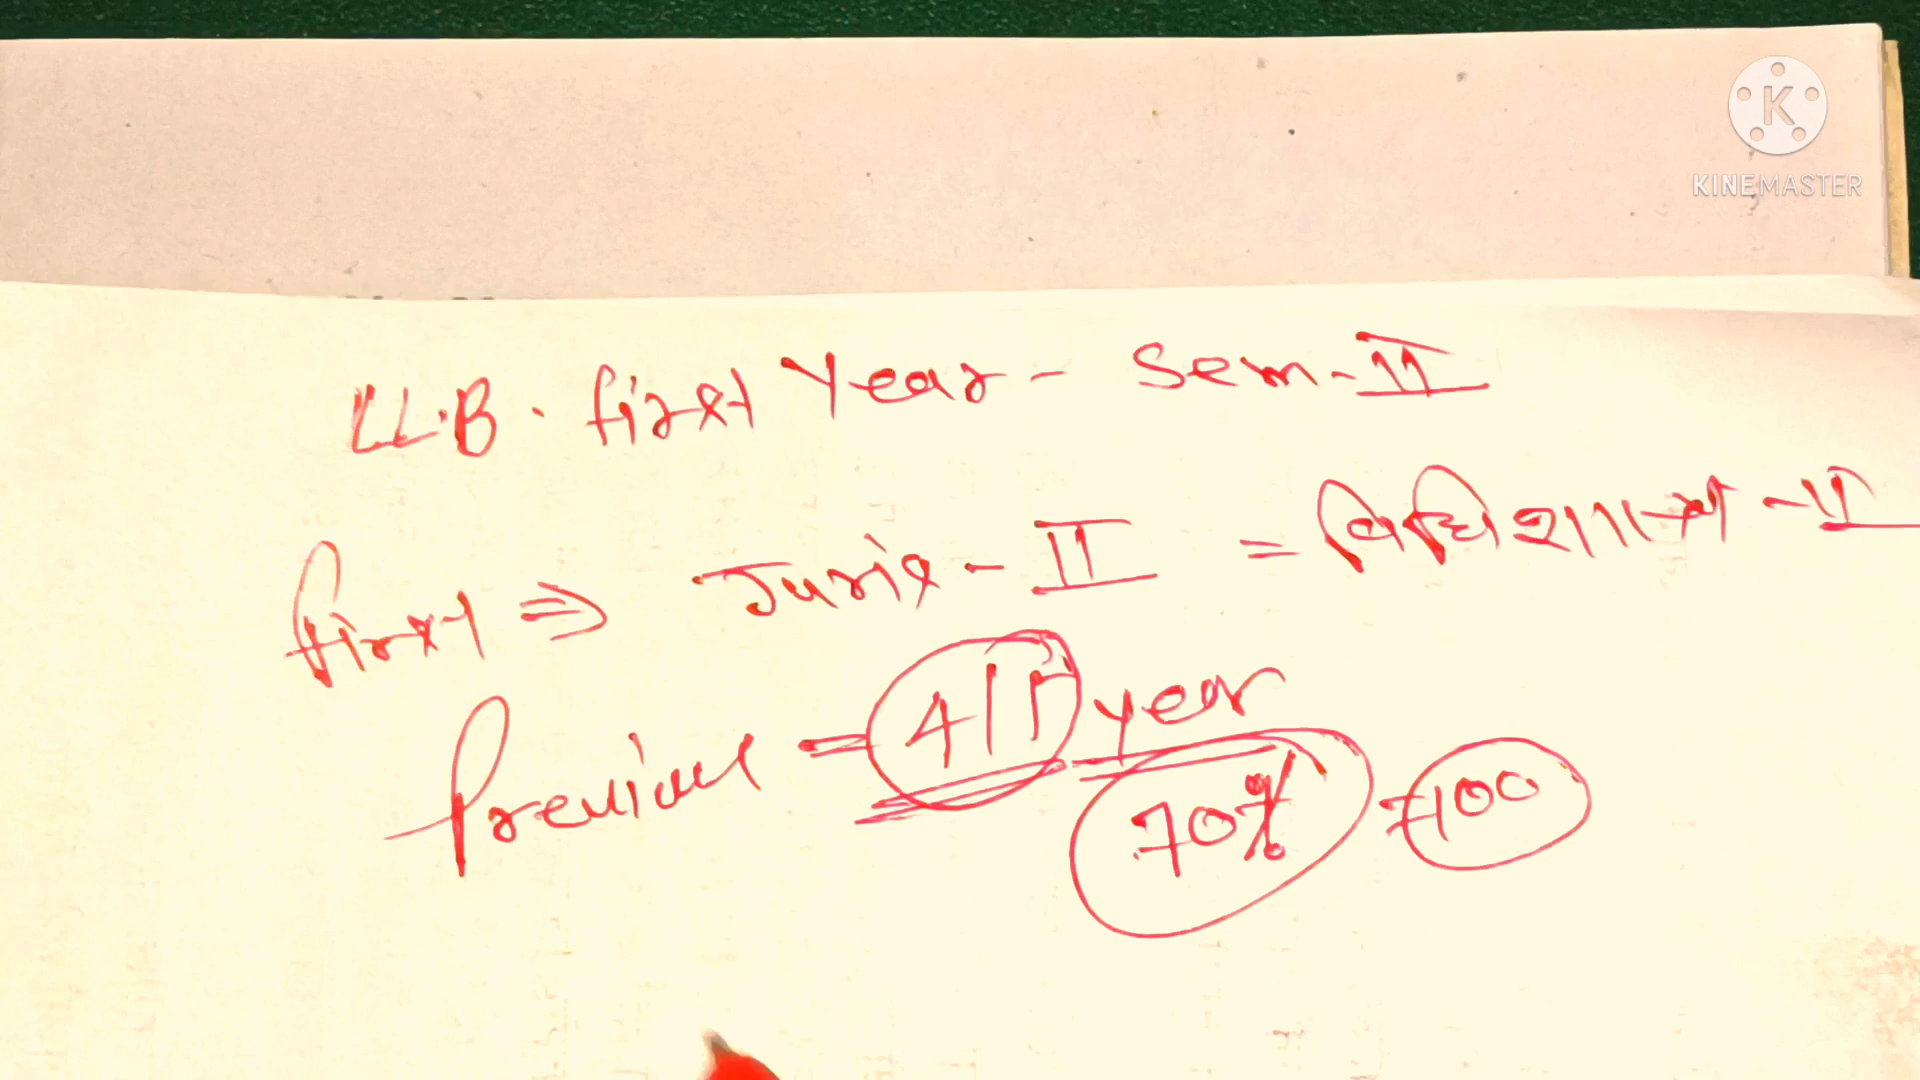 K
KINEMASTER
LL.B. first Year - Sem-II
first ⇒ Juris-II = विधिशास्त्र-II
Previous = 4||5 year
70% = 100